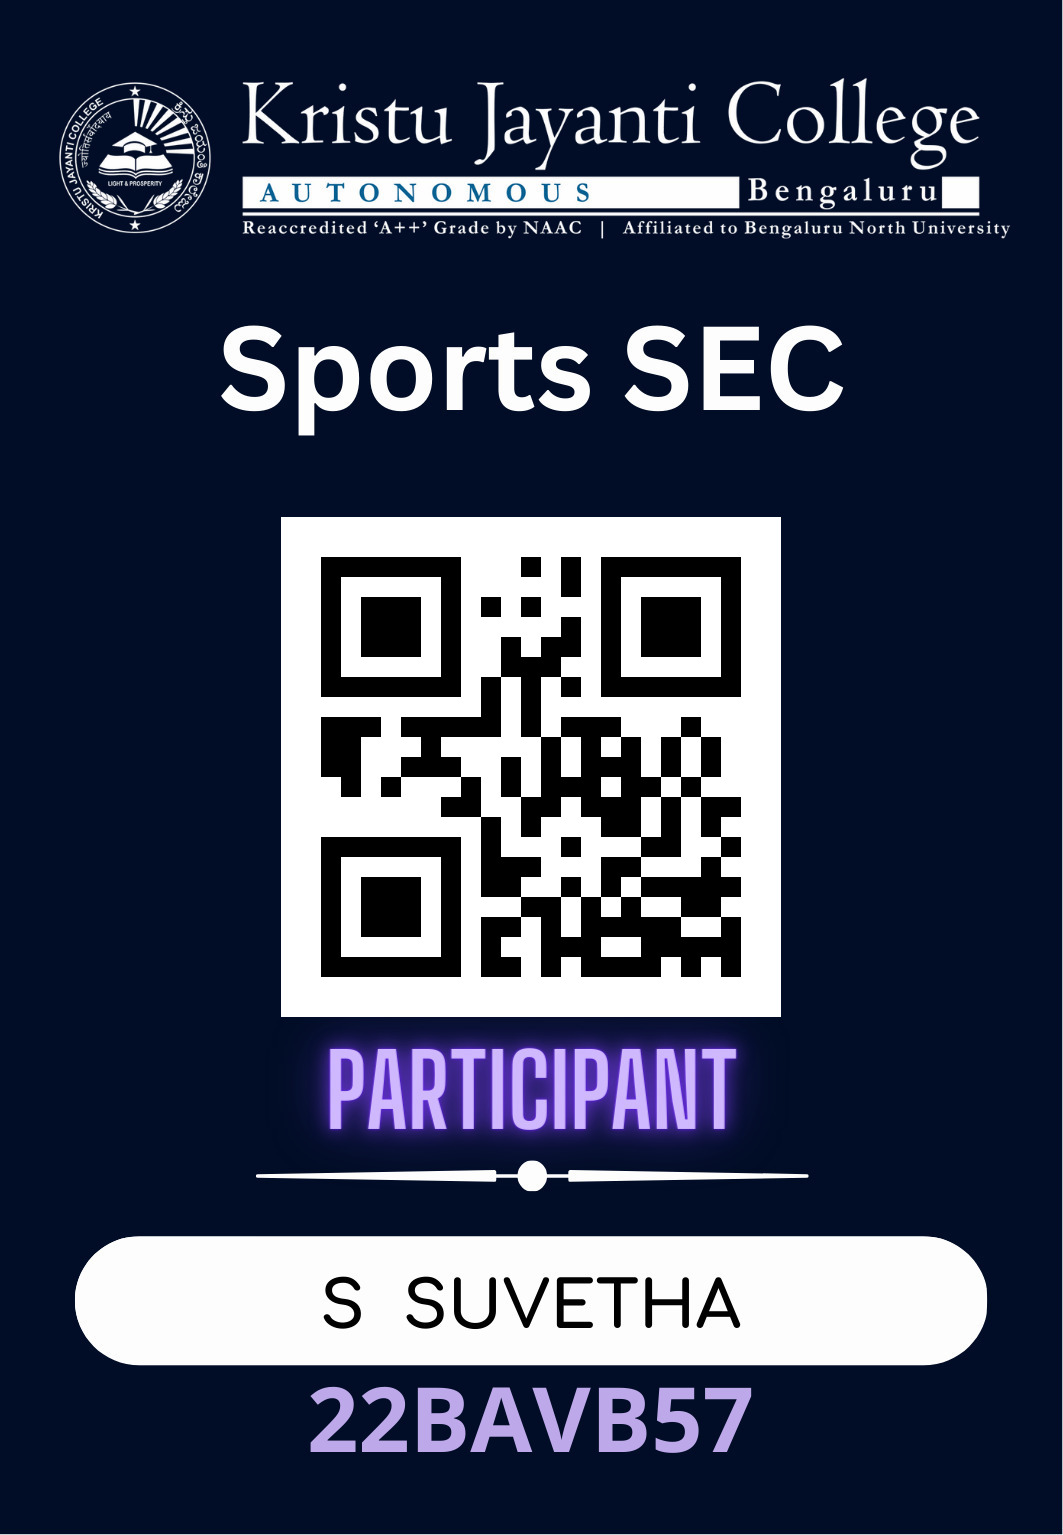 KRISTU JAYANTI COLLEGE
LIGHT & PROSPERITY
Kristu Jayanti College
AUTONOMOUS Bengaluru
Reaccredited ‘A++’ Grade by NAAC | Affiliated to Bengaluru North University
Sports SEC
PARTICIPANT
S SUVETHA
22BAVB57